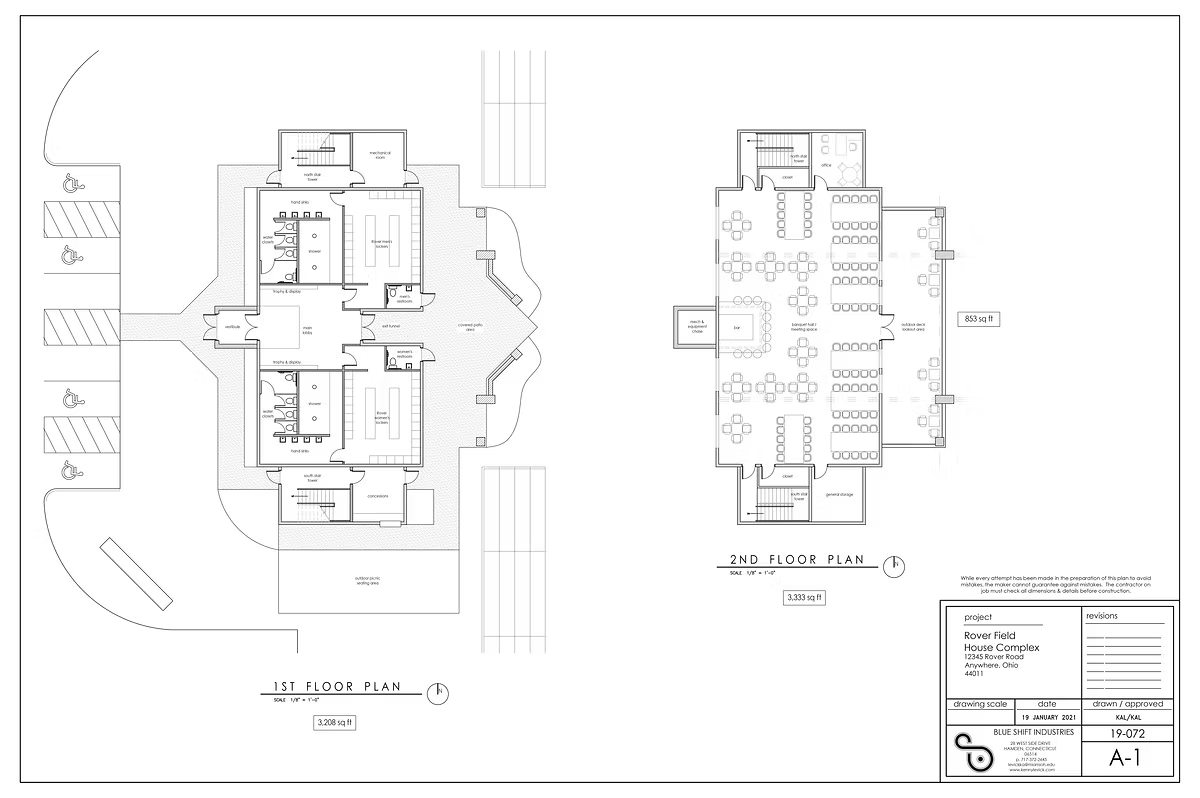 mechanical
room
north stair
tower
hand sinks
water
closets
shower
Rover men's
lockers
men's
restroom
trophy & display
vestibule
main
lobby
exit tunnel
covered patio
area
trophy & display
women's
restroom
water
closets
shower
Rover
women's
lockers
hand sinks
south stair
tower
concessions
outdoor picnic
seating area
1ST FLOOR PLAN
SCALE 1/8" = 1'-0"
N
3,208 sq ft
north stair
tower
office
closet
mech &
equipment
chase
bar
banquet hall /
meeting space
outdoor deck
lookout area
853 sq ft
closet
south stair
tower
general storage
2ND FLOOR PLAN
SCALE 1/8" = 1'-0"
N
3,333 sq ft
While every attempt has been made in the preparation of this plan to avoid
mistakes, the maker cannot guarantee against mistakes. The contractor on
job must check all dimensions & details before construction.
project
Rover Field
House Complex
12345 Rover Road
Anywhere, Ohio
44011
revisions
drawing scale
date
19 JANUARY 2021
drawn / approved
KAL/KAL
BLUE SHIFT INDUSTRIES
28 WEST SIDE DRIVE
HAMDEN, CONNECTICUT
06514
p. 717-372-2645
19-072
A-1